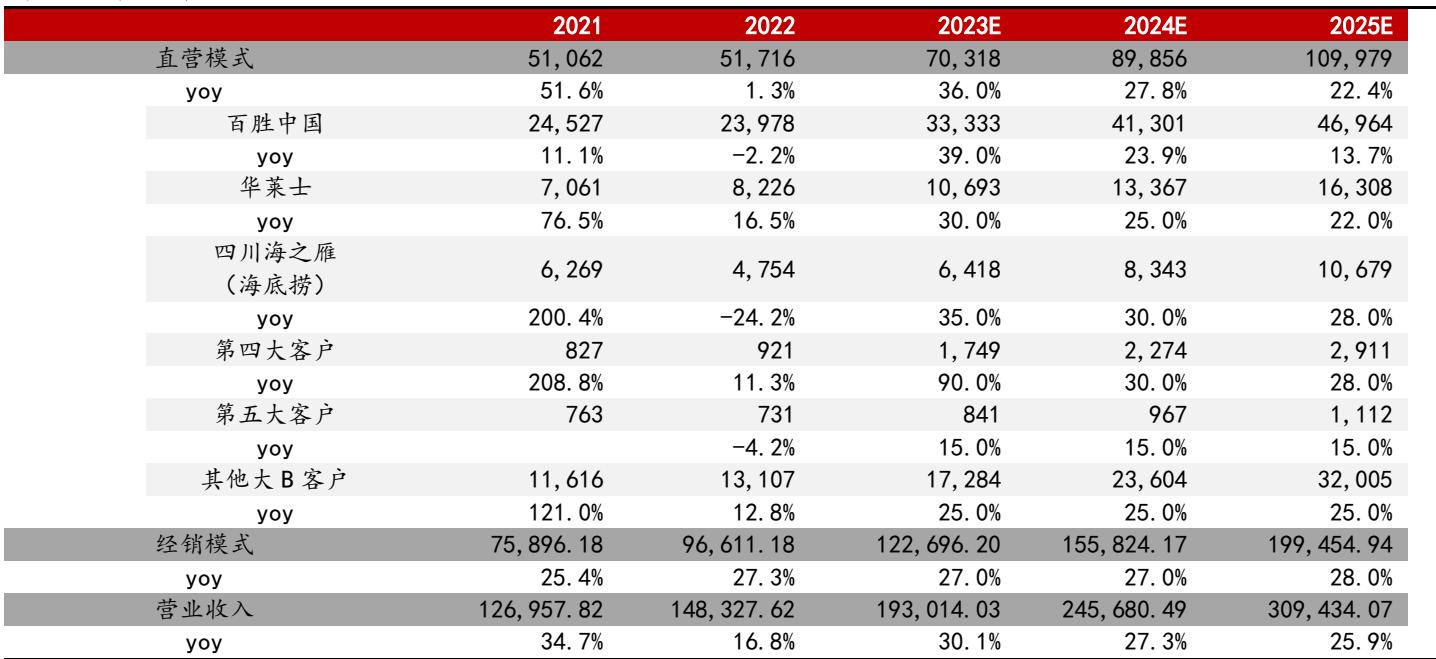 2021 2022 2023E 2024E 2025E
直营模式 51,062 51,716 70,318 89,856 109,979
yoy 51.6% 1.3% 36.0% 27.8% 22.4%
百胜中国 24,527 23,978 33,333 41,301 46,964
yoy 11.1% -2.2% 39.0% 23.9% 13.7%
华莱士 7,061 8,226 10,693 13,367 16,308
yoy 76.5% 16.5% 30.0% 25.0% 22.0%
四川海之雁
（海底捞） 6,269 4,754 6,418 8,343 10,679
yoy 200.4% -24.2% 35.0% 30.0% 28.0%
第四大客户 827 921 1,749 2,274 2,911
yoy 208.8% 11.3% 90.0% 30.0% 28.0%
第五大客户 763 731 841 967 1,112
yoy -4.2% 15.0% 15.0% 15.0%
其他大B客户 11,616 13,107 17,284 23,604 32,005
yoy 121.0% 12.8% 25.0% 25.0% 25.0%
经销模式 75,896.18 96,611.18 122,696.20 155,824.17 199,454.94
yoy 25.4% 27.3% 27.0% 27.0% 28.0%
营业收入 126,957.82 148,327.62 193,014.03 245,680.49 309,434.07
yoy 34.7% 16.8% 30.1% 27.3% 25.9%